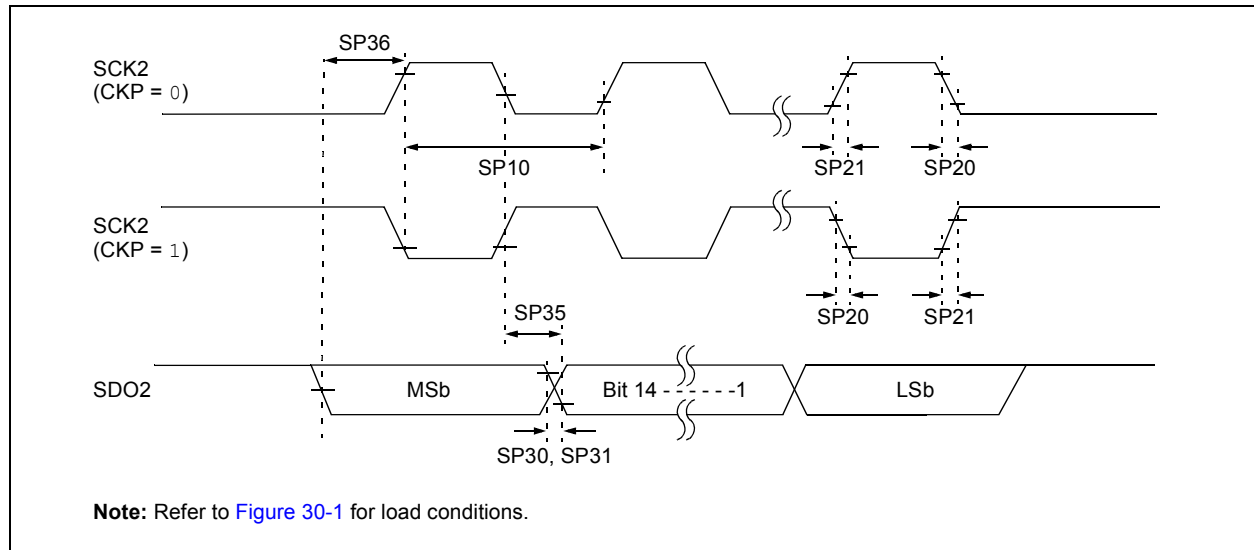 SP36
SCK2
(CKP = 0)
SP10
SP21
SP20
SCK2
(CKP = 1)
SP35
SP20
SP21
SDO2
MSb
Bit 14 - - - - - -1
LSb
SP30, SP31
Note: Refer to Figure 30-1 for load conditions.